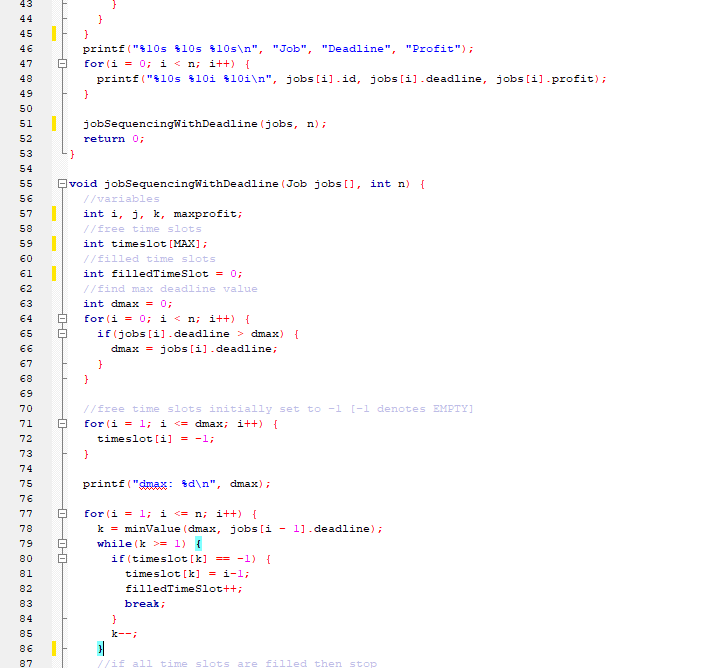 43 }
44 }
45 }
46 printf("%10s %10s %10s\n", "Job", "Deadline", "Profit");
47 for(i = 0; i < n; i++) {
48 printf("%10s %10i %10i\n", jobs[i].id, jobs[i].deadline, jobs[i].profit);
49 }
50
51 jobSequencingWithDeadline(jobs, n);
52 return 0;
53 }
54
55 void jobSequencingWithDeadline(Job jobs[], int n) {
56 //variables
57 int i, j, k, maxprofit;
58 //free time slots
59 int timeslot[MAX];
60 //filled time slots
61 int filledTimeSlot = 0;
62 //find max deadline value
63 int dmax = 0;
64 for(i = 0; i < n; i++) {
65 if(jobs[i].deadline > dmax) {
66 dmax = jobs[i].deadline;
67 }
68 }
69
70 //free time slots initially set to -1 [-1 denotes EMPTY]
71 for(i = 1; i <= dmax; i++) {
72 timeslot[i] = -1;
73 }
74
75 printf("dmax: %d\n", dmax);
76
77 for(i = 1; i <= n; i++) {
78 k = minValue(dmax, jobs[i - 1].deadline);
79 while(k >= 1) {
80 if(timeslot[k] == -1) {
81 timeslot[k] = i-1;
82 filledTimeSlot++;
83 break;
84 }
85 k--;
86 }
87 //if all time slots are filled then stop